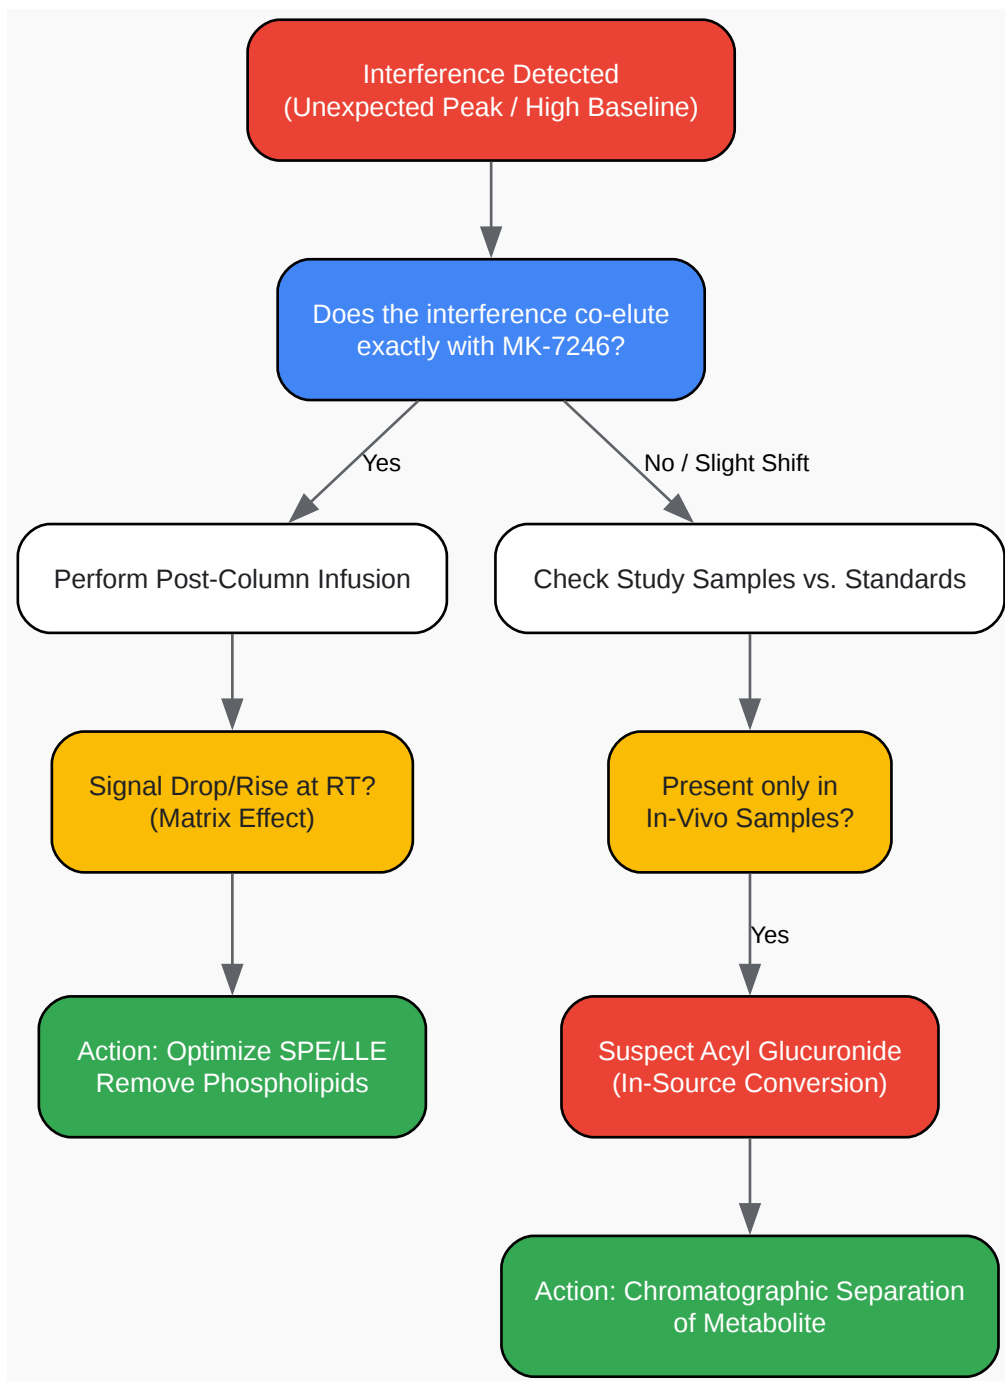 Interference Detected
(Unexpected Peak / High Baseline)
Does the interference co-elute
exactly with MK-7246?
Yes
No / Slight Shift
Perform Post-Column Infusion
Check Study Samples vs. Standards
Signal Drop/Rise at RT?
(Matrix Effect)
Present only in
In-Vivo Samples?
Yes
Action: Optimize SPE/LLE
Remove Phospholipids
Suspect Acyl Glucuronide
(In-Source Conversion)
Action: Chromatographic Separation
of Metabolite